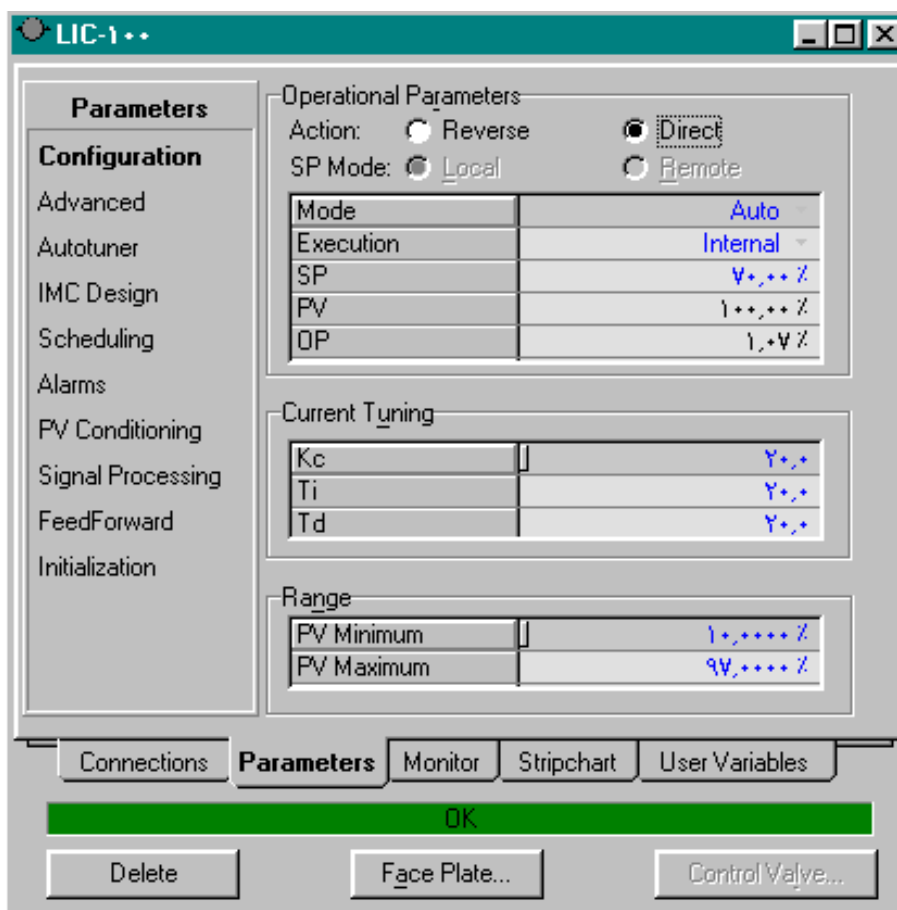 LIC-۱۰۰
Parameters
Configuration
Advanced
Autotuner
IMC Design
Scheduling
Alarms
PV Conditioning
Signal Processing
FeedForward
Initialization
Operational Parameters
Action: Reverse Direct
SP Mode: Local Remote
Mode Auto
Execution Internal
SP ۷۰,۰۰ %
PV ۱۰۰,۰۰ %
OP ۱,۰۷ %
Current Tuning
Kc ۲۰,۰
Ti ۲۰,۰
Td ۲۰,۰
Range
PV Minimum ۱۰,۰۰۰۰ %
PV Maximum ۹۷,۰۰۰۰ %
Connections Parameters Monitor Stripchart User Variables
OK
Delete Face Plate... Control Valve...